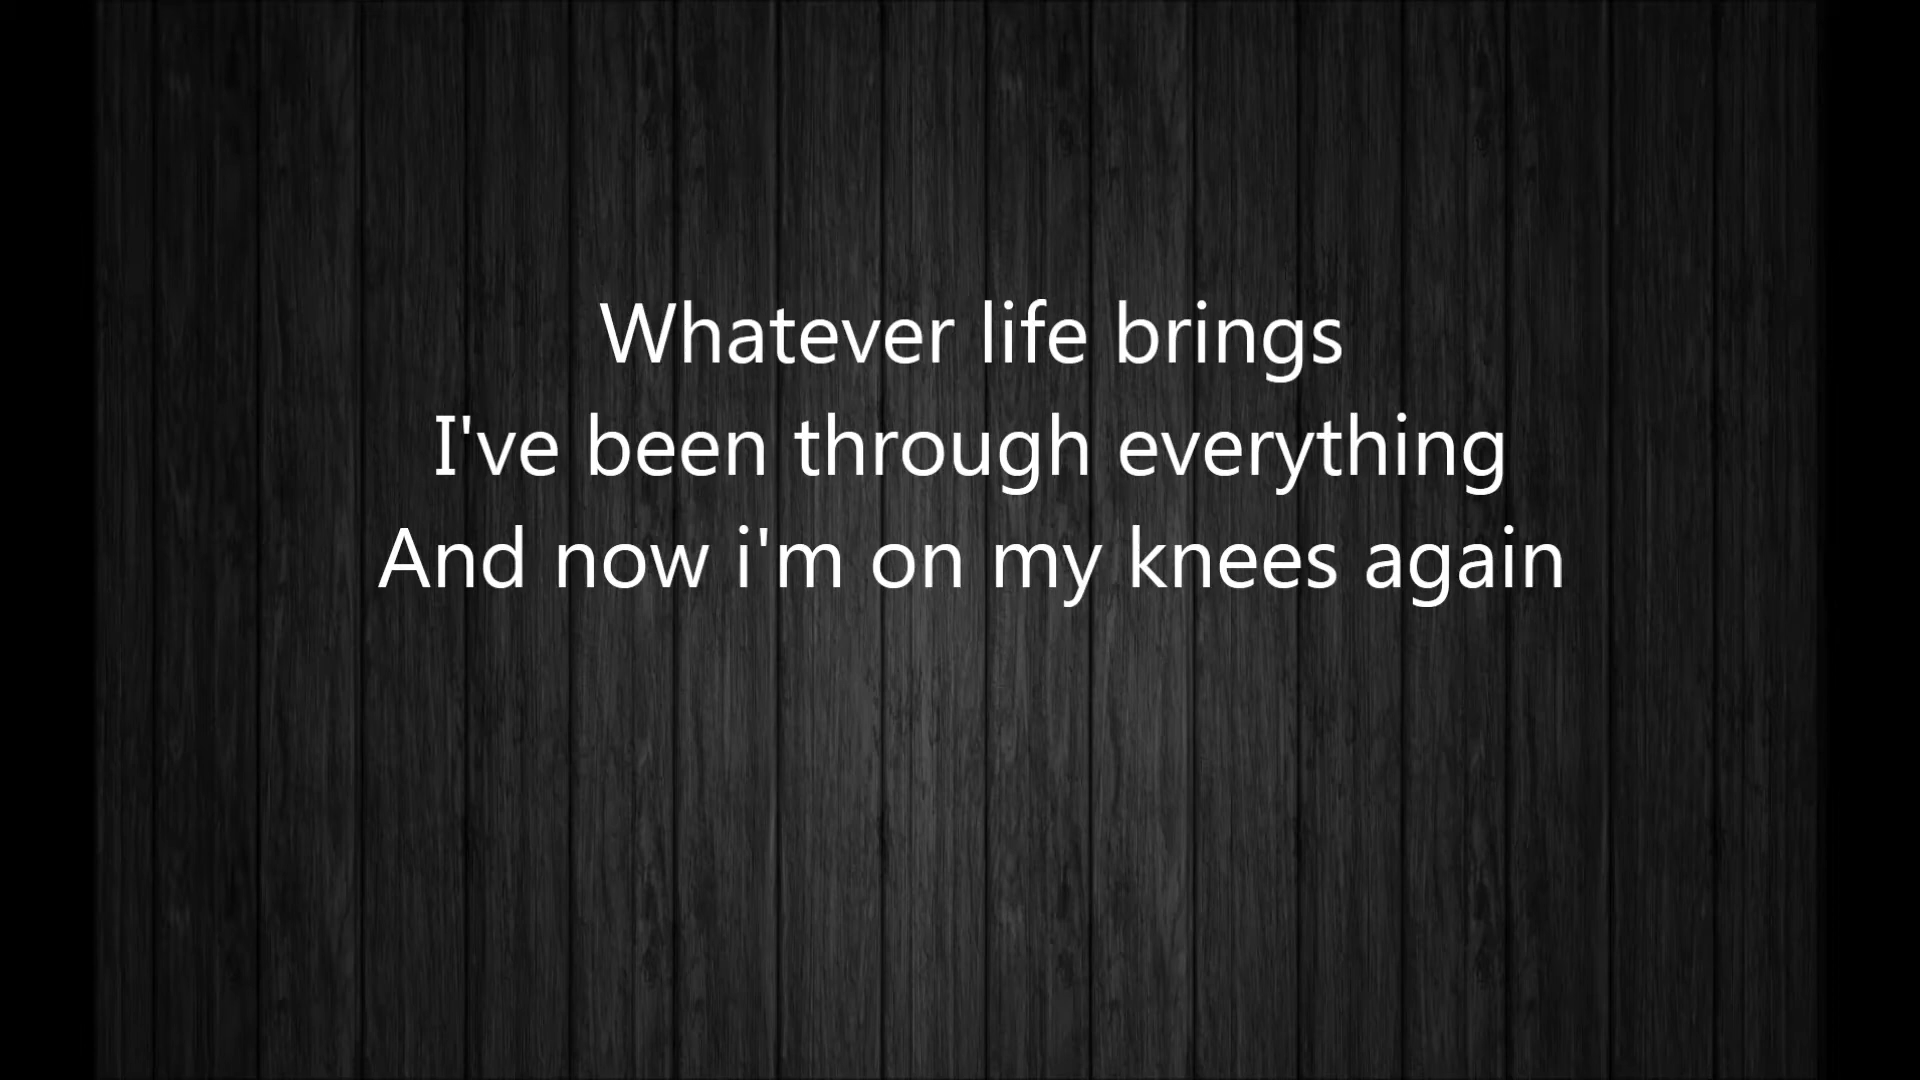 Whatever life brings
I've been through everything
And now i'm on my knees again